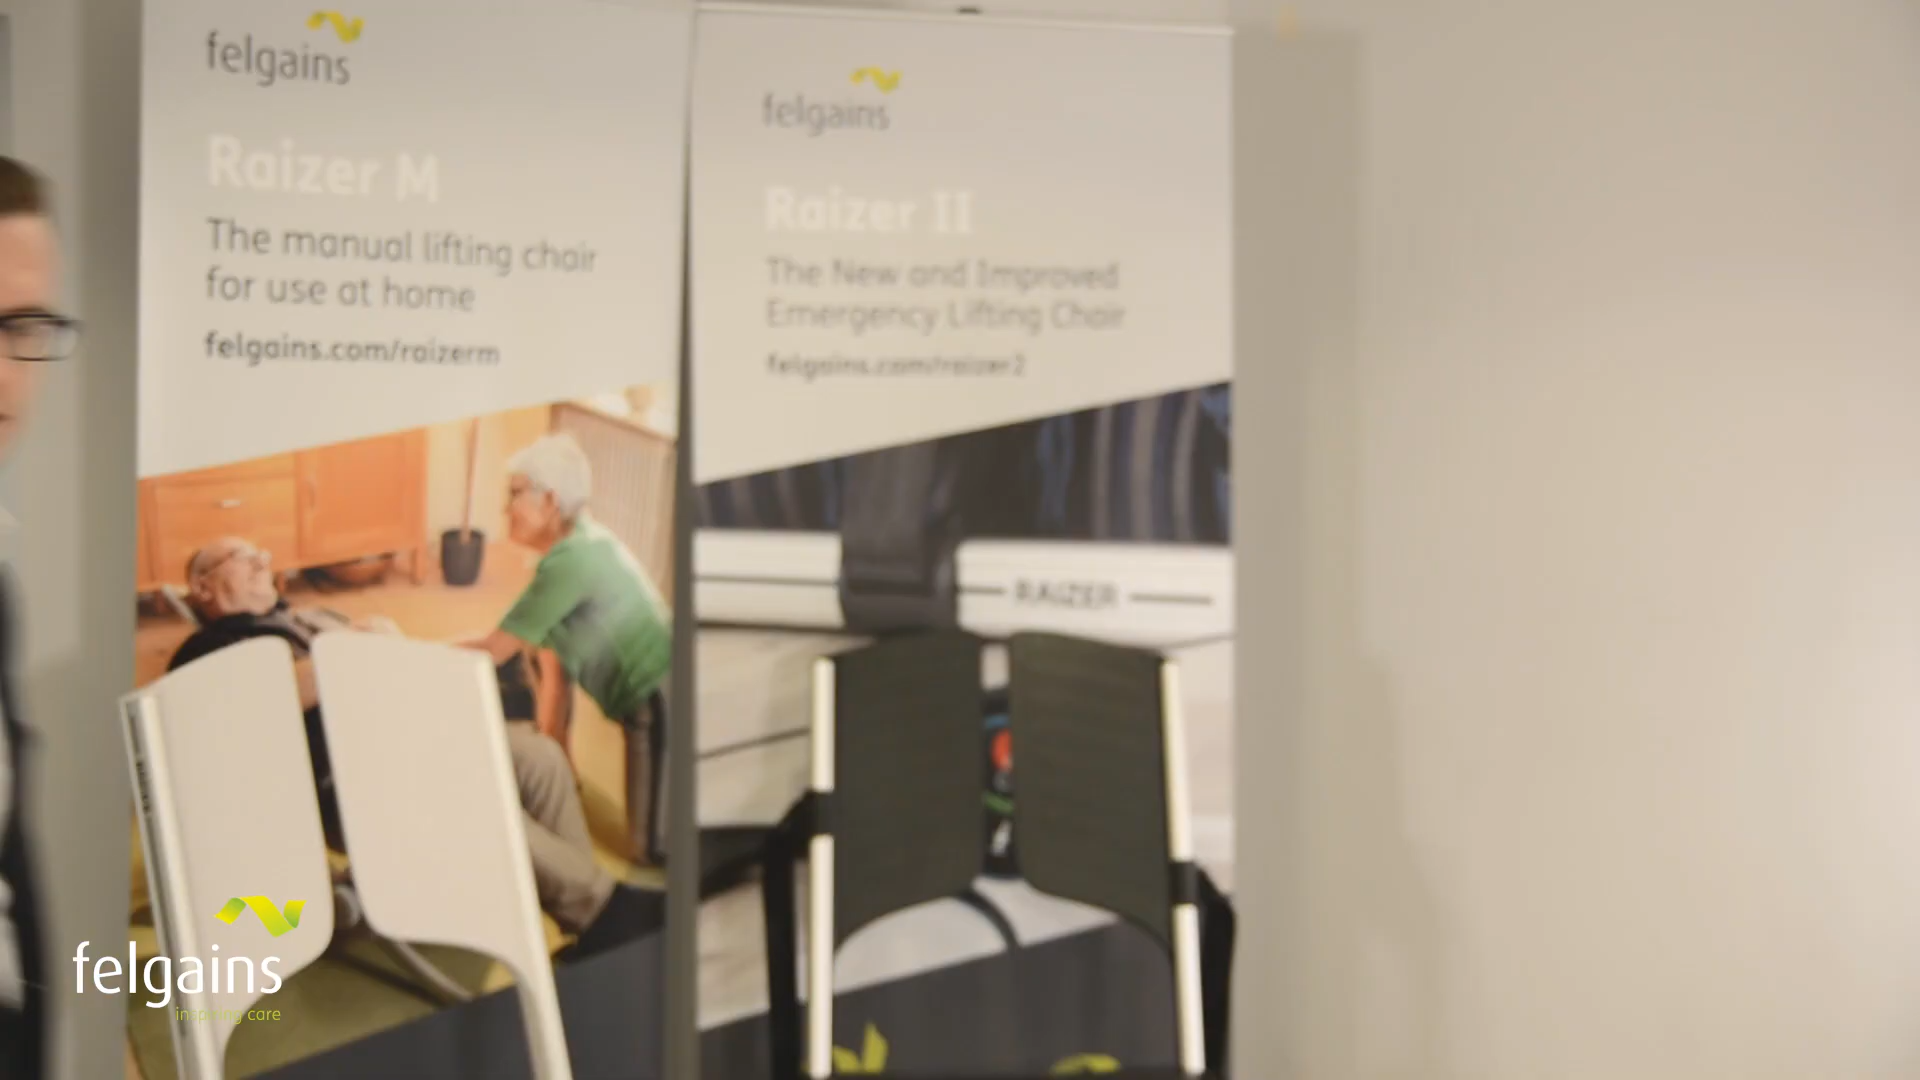 felgains
Raizer M
The manual lifting chair
for use at home
felgains.com/raizerm
felgains
Raizer II
The New and Improved
Emergency Lifting Chair
felgains.com/raizer2
RAIZER
felgains
inspiring care